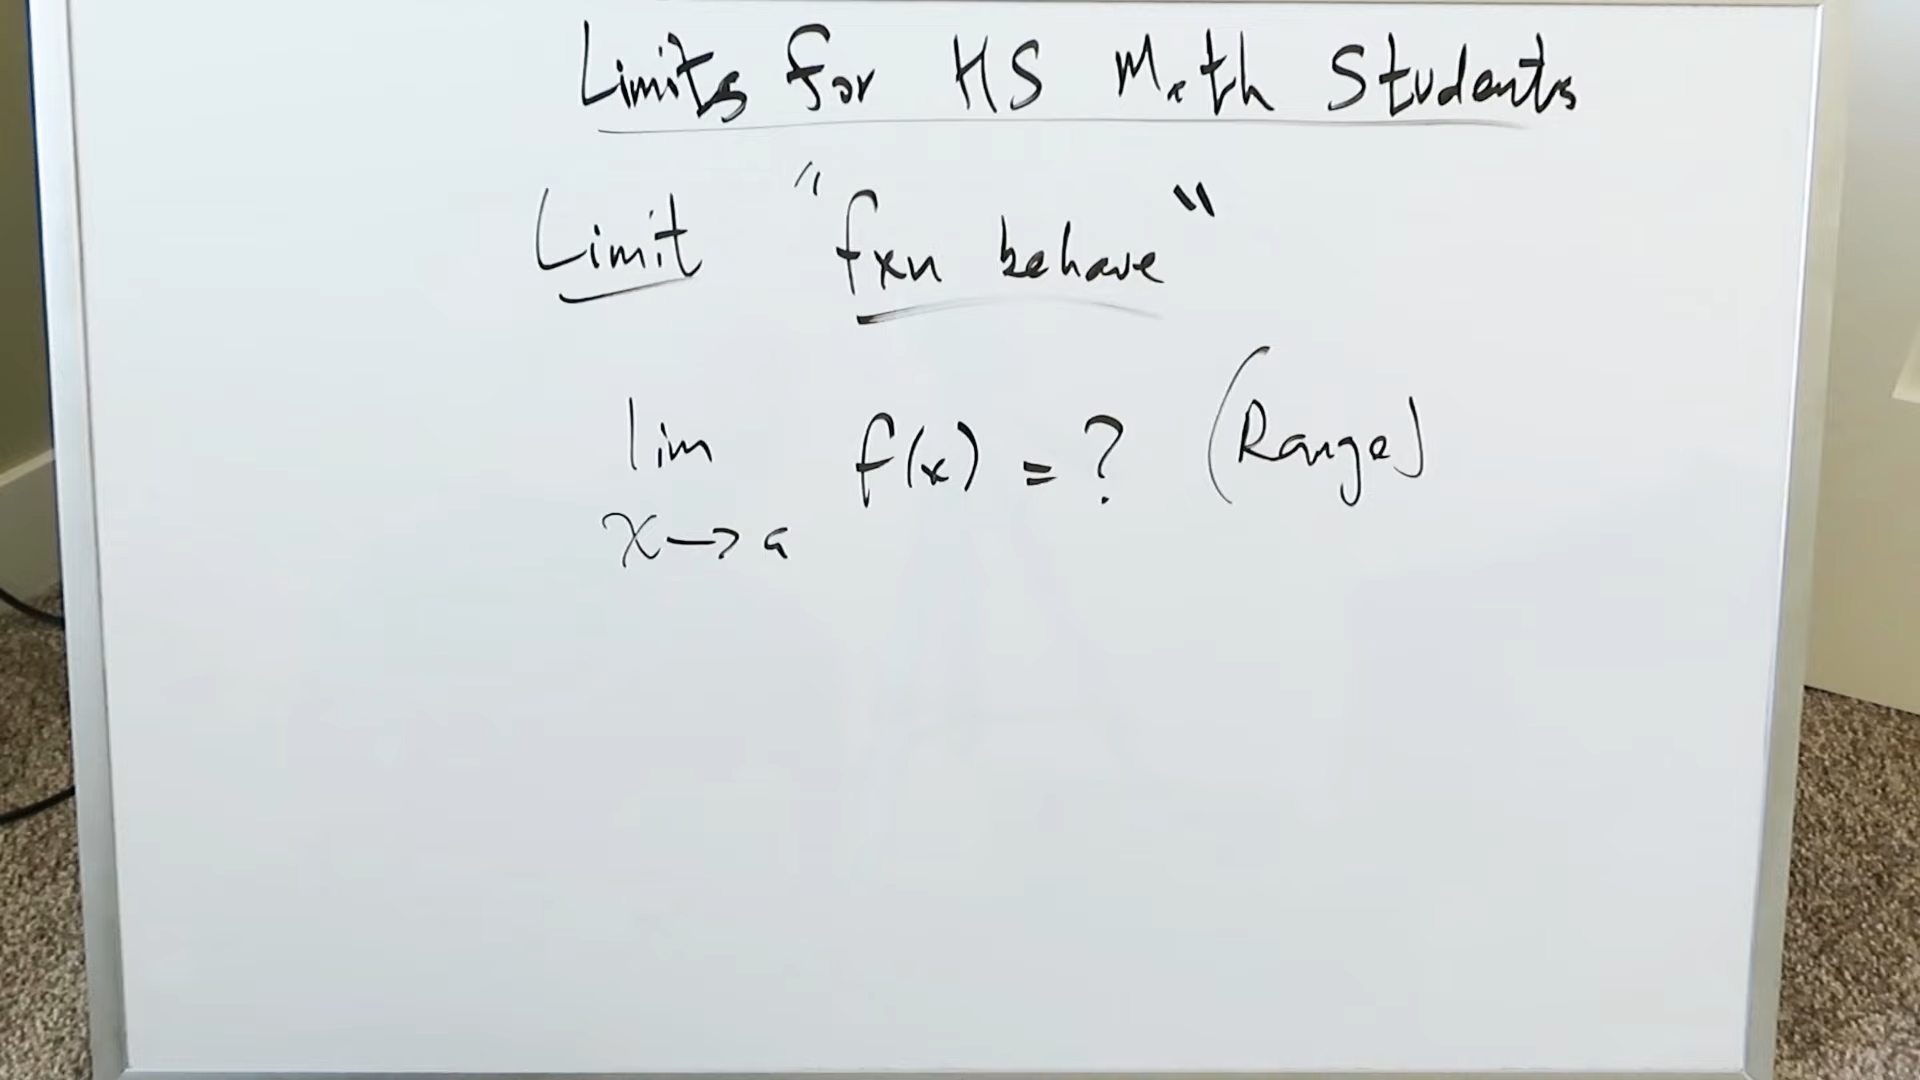 Limits for HS Math Students
Limit "fxn behave"
lim f(x) = ? (Range)
x→a